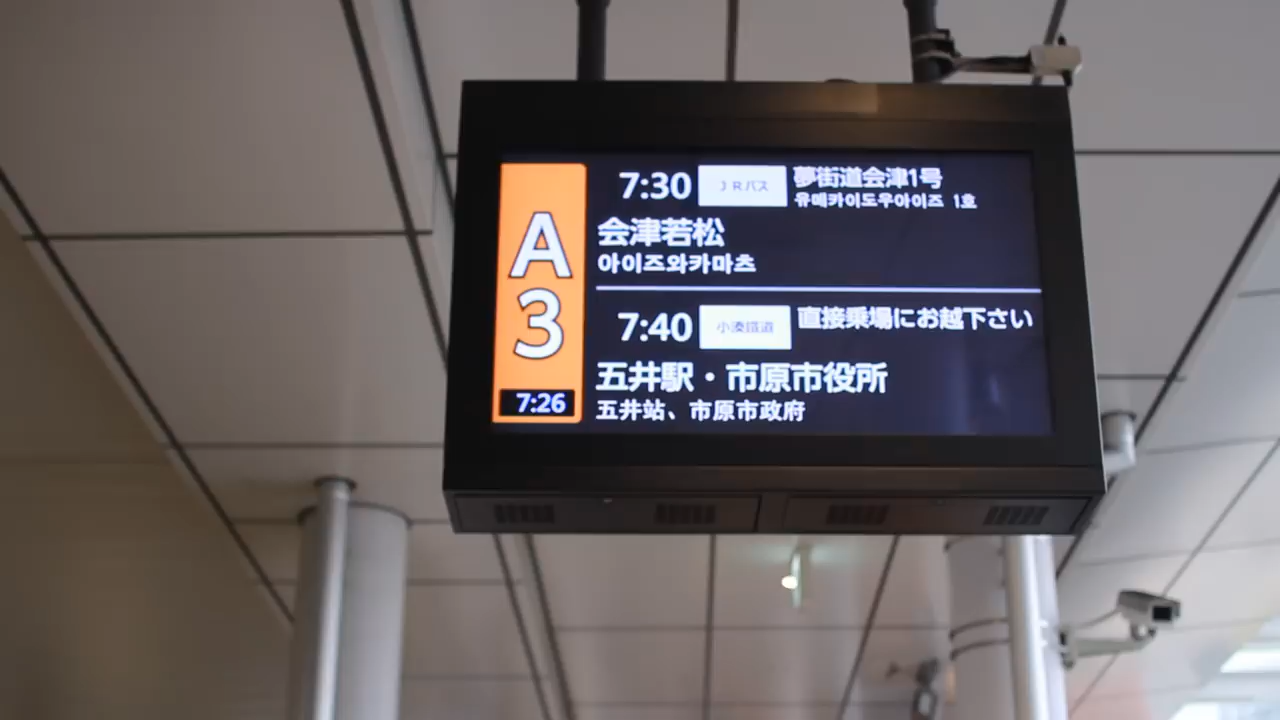 A
3
7:26
7:30 JRバス 夢街道会津1号
유메카이도우아이즈 1호
会津若松
아이즈와카마츠
7:40 小湊鐵道 直接乗場にお越下さい
五井駅・市原市役所
五井站、市原市政府